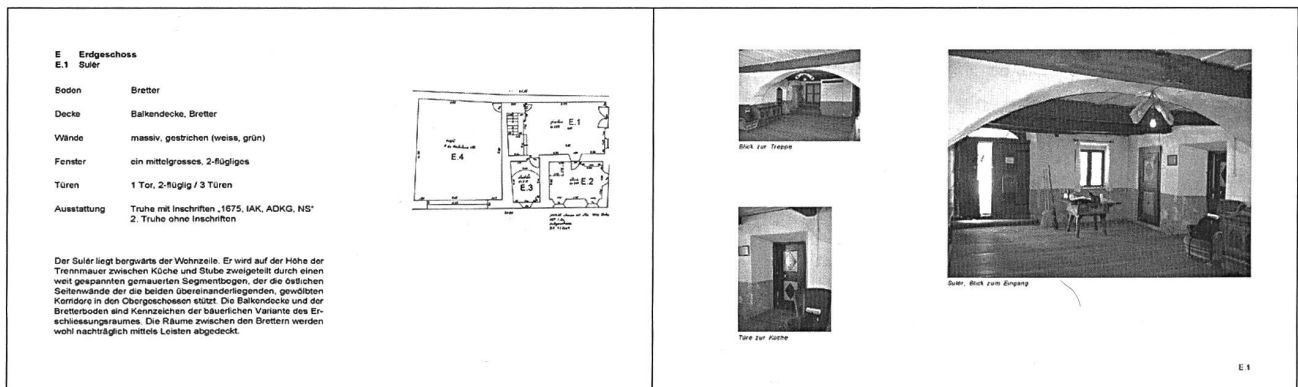 E Erdgeschoss
E.1 Sulèr
Boden Bretter
Decke Balkendecke, Bretter
Wände massiv, gestrichen (weiss, grün)
Fenster ein mittelgrosses, 2-flügliges
Türen 1 Tor, 2-flüglig / 3 Türen
Ausstattung Truhe mit Inschriften „1675, IAK, ADKG, NS"
2. Truhe ohne Inschriften
Der Sulèr liegt bergwärts der Wohnzeile. Er wird auf der Höhe der
Trennmauer zwischen Küche und Stube zweigeteilt durch einen
weit gespannten gemauerten Segmentbogen, der die östlichen
Seitenwände der die beiden übereinanderliegenden, gewölbten
Korridore in den Obergeschossen stützt. Die Balkendecke und der
Bretterboden sind Kennzeichen der bäuerlichen Variante des Er-
schliessungsraumes. Die Räume zwischen den Brettern werden
wohl nachträglich mittels Leisten abgedeckt.
E.1
E.4
E.3
E.2
Blick zur Treppe
Türe zur Küche
Sulèr, Blick zum Eingang
E.1